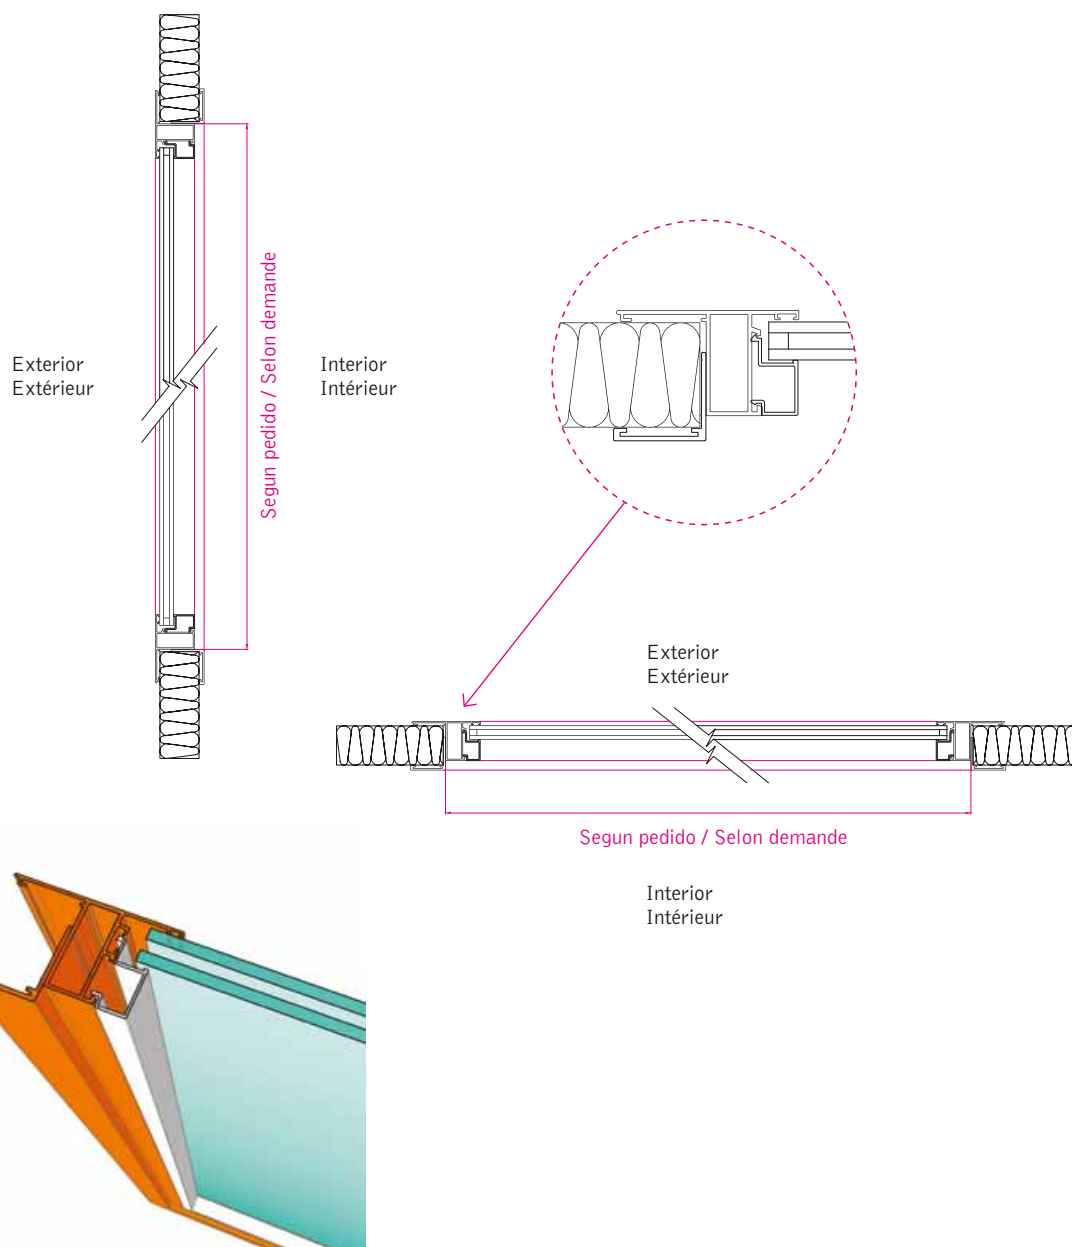 Exterior
Extérieur
Segun pedido / Selon demande
Interior
Intérieur
Exterior
Extérieur
Segun pedido / Selon demande
Interior
Intérieur